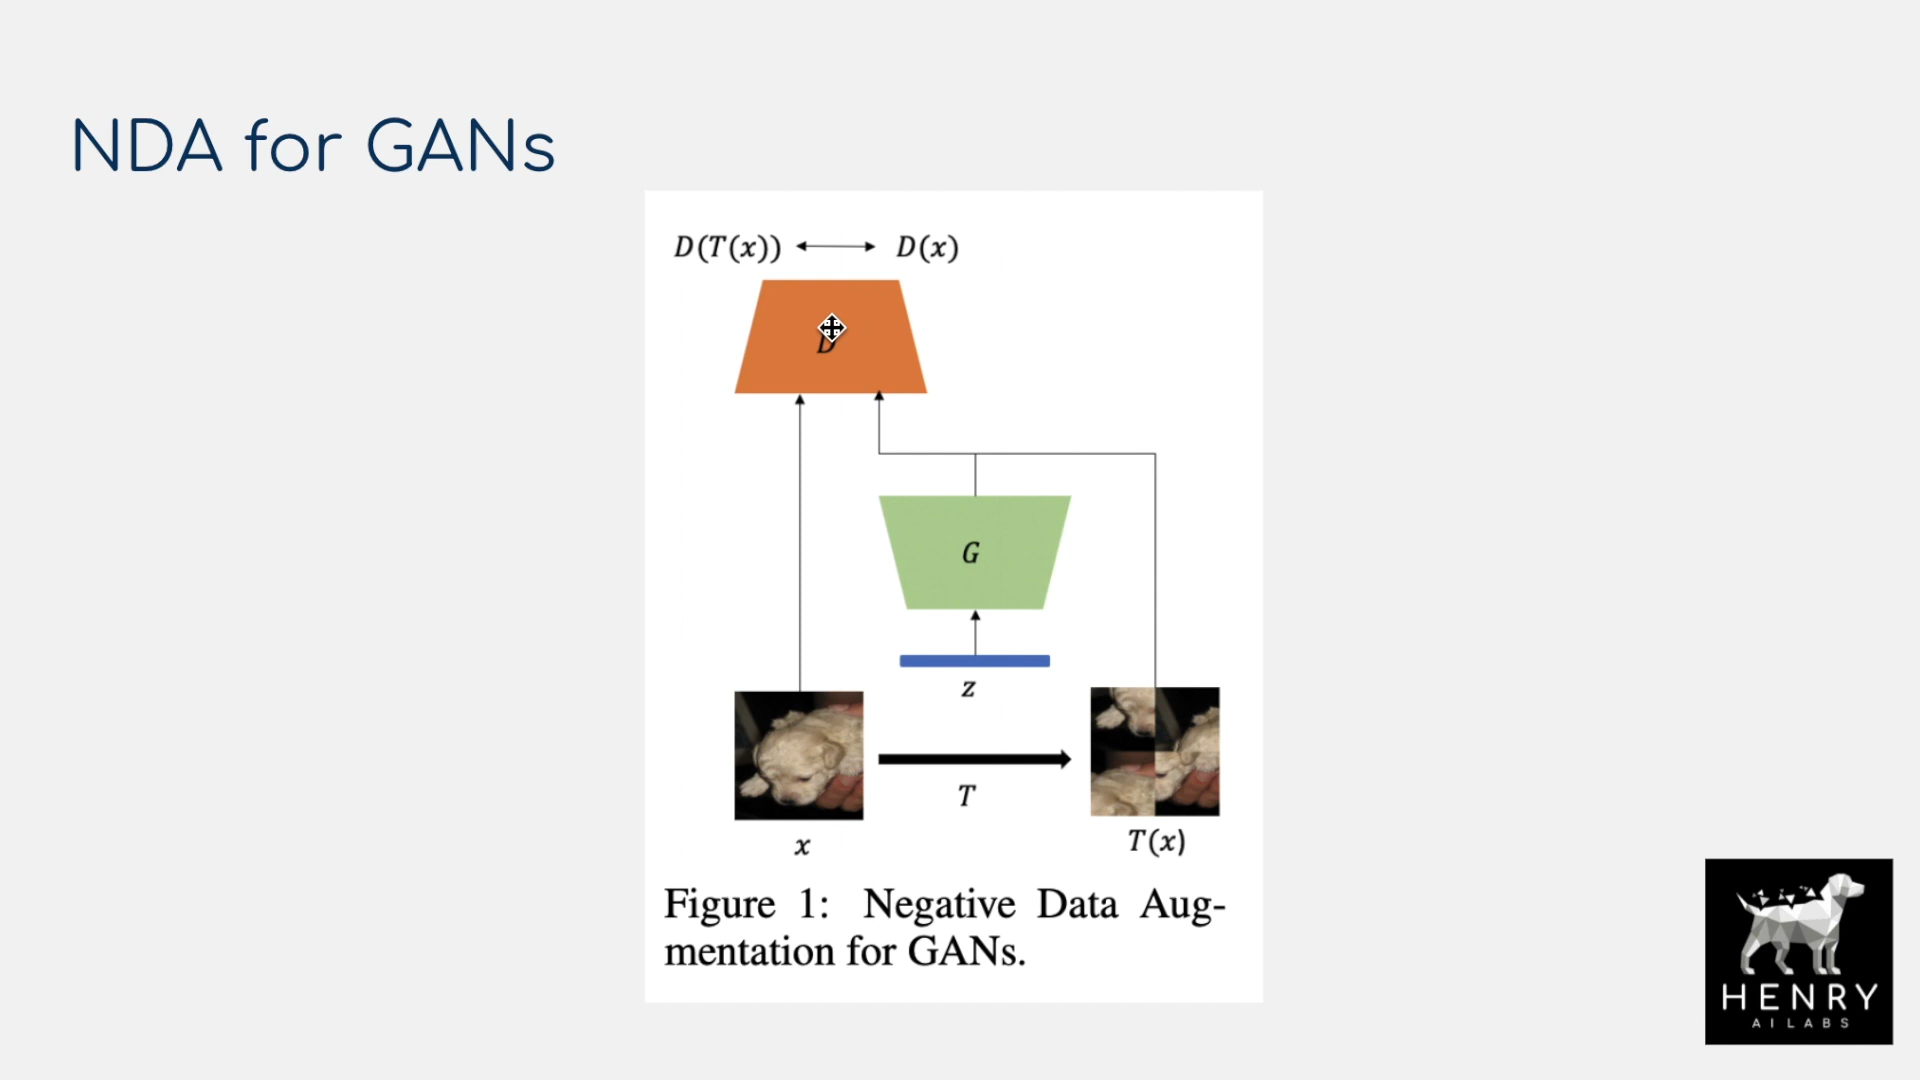 NDA for GANs
D(T(x)) ⟷ D(x)
D
G
z
T
x
T(x)
Figure 1: Negative Data Aug-
mentation for GANs.
HENRY
AI LABS